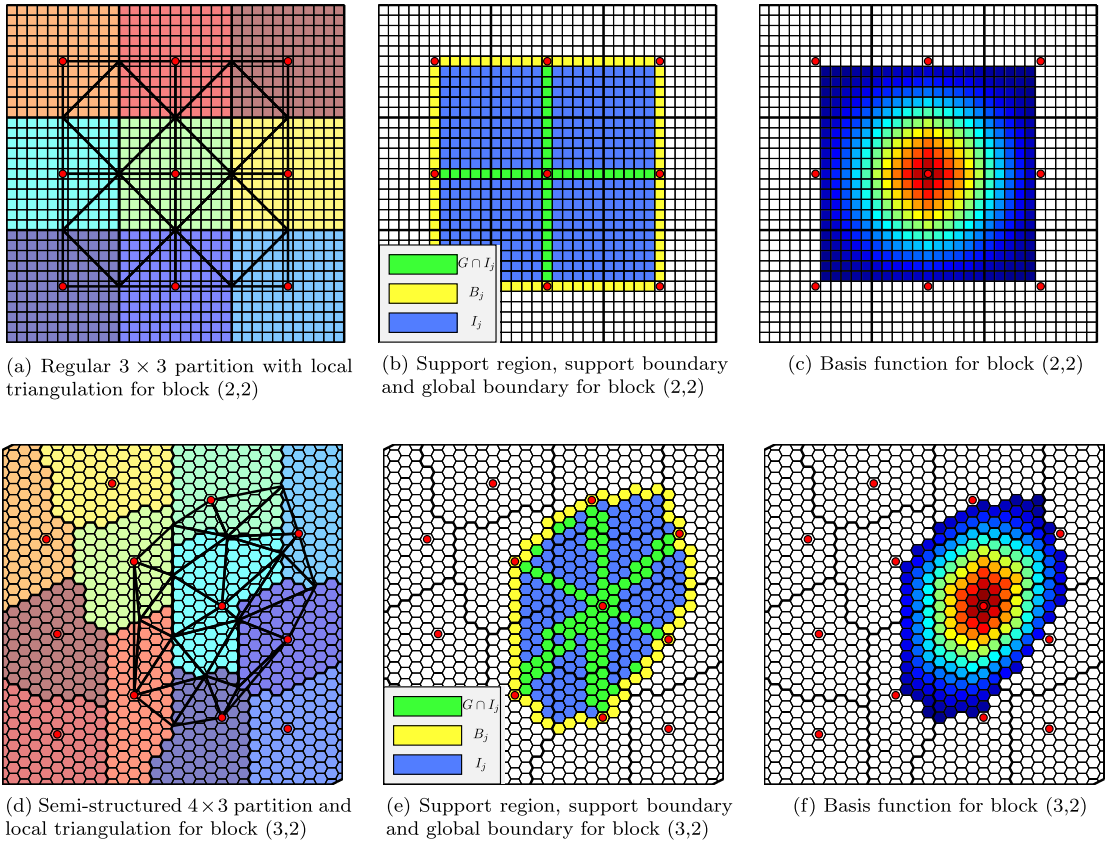 G ∩ I_j
B_j
I_j
(a) Regular 3 × 3 partition with local
triangulation for block (2,2)
(b) Support region, support boundary
and global boundary for block (2,2)
(c) Basis function for block (2,2)
G ∩ I_j
B_j
I_j
(d) Semi-structured 4×3 partition and
local triangulation for block (3,2)
(e) Support region, support boundary
and global boundary for block (3,2)
(f) Basis function for block (3,2)